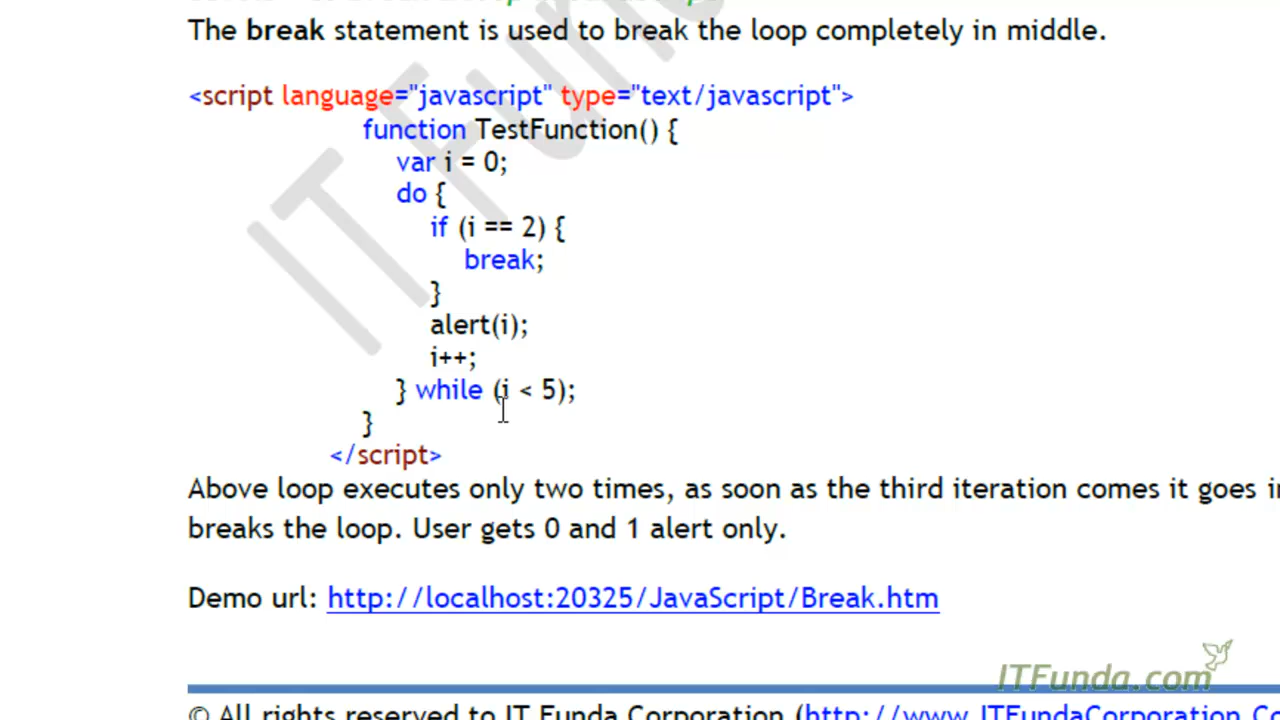 The break statement is used to break the loop completely in middle.
<script language="javascript" type="text/javascript">
function TestFunction() {
var i = 0;
do {
if (i == 2) {
break;
}
alert(i);
i++;
} while (i < 5);
}
</script>
Above loop executes only two times, as soon as the third iteration comes it goes
breaks the loop. User gets 0 and 1 alert only.
Demo url: http://localhost:20325/JavaScript/Break.htm
ITFunda.com
© All rights reserved to IT Funda Corporation (http://www.ITFundaCorporation.Co
IT Fun